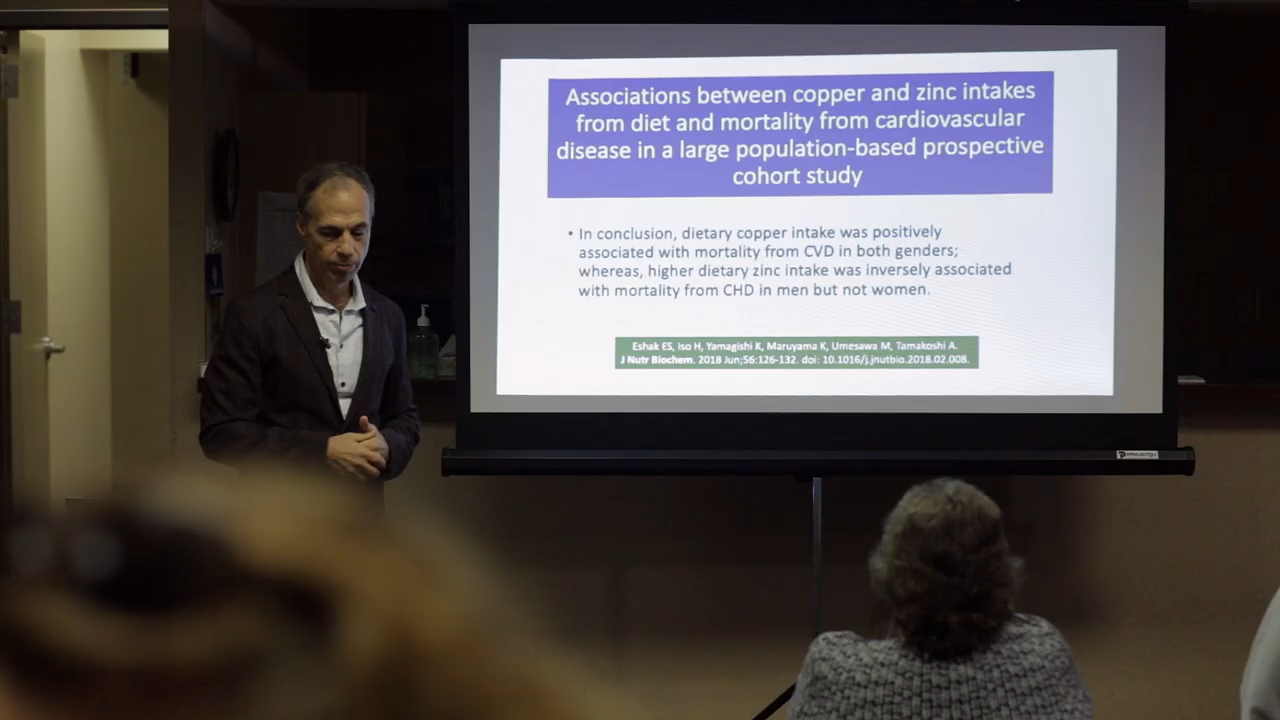 Associations between copper and zinc intakes
from diet and mortality from cardiovascular
disease in a large population-based prospective
cohort study
• In conclusion, dietary copper intake was positively
associated with mortality from CVD in both genders;
whereas, higher dietary zinc intake was inversely associated
with mortality from CHD in men but not women.
Eshak ES, Iso H, Yamagishi K, Maruyama K, Umesawa M, Tamakoshi A.
J Nutr Biochem. 2018 Jun;56:126-132. doi: 10.1016/j.jnutbio.2018.02.008.